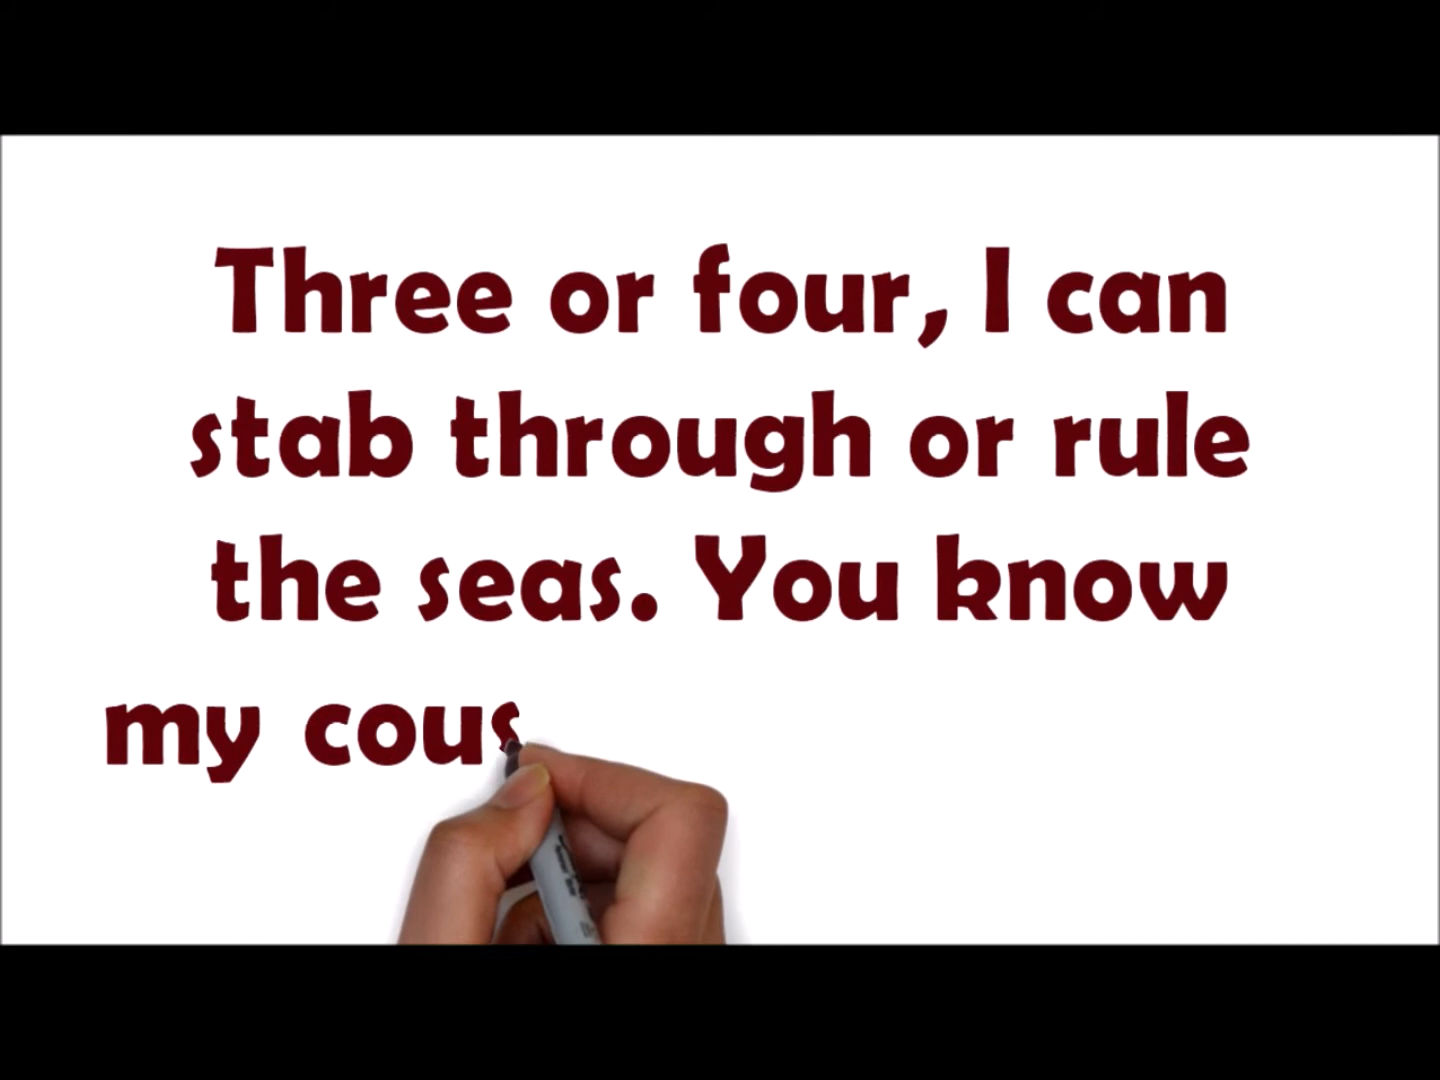 Three or four, I can
stab through or rule
the seas. You know
my cous